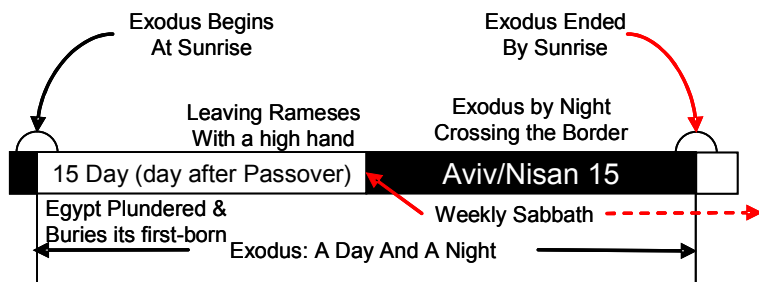 Exodus Begins
At Sunrise
Exodus Ended
By Sunrise
Leaving Rameses
With a high hand
Exodus by Night
Crossing the Border
15 Day (day after Passover)
Aviv/Nisan 15
Egypt Plundered &
Buries its first-born
Weekly Sabbath
Exodus: A Day And A Night